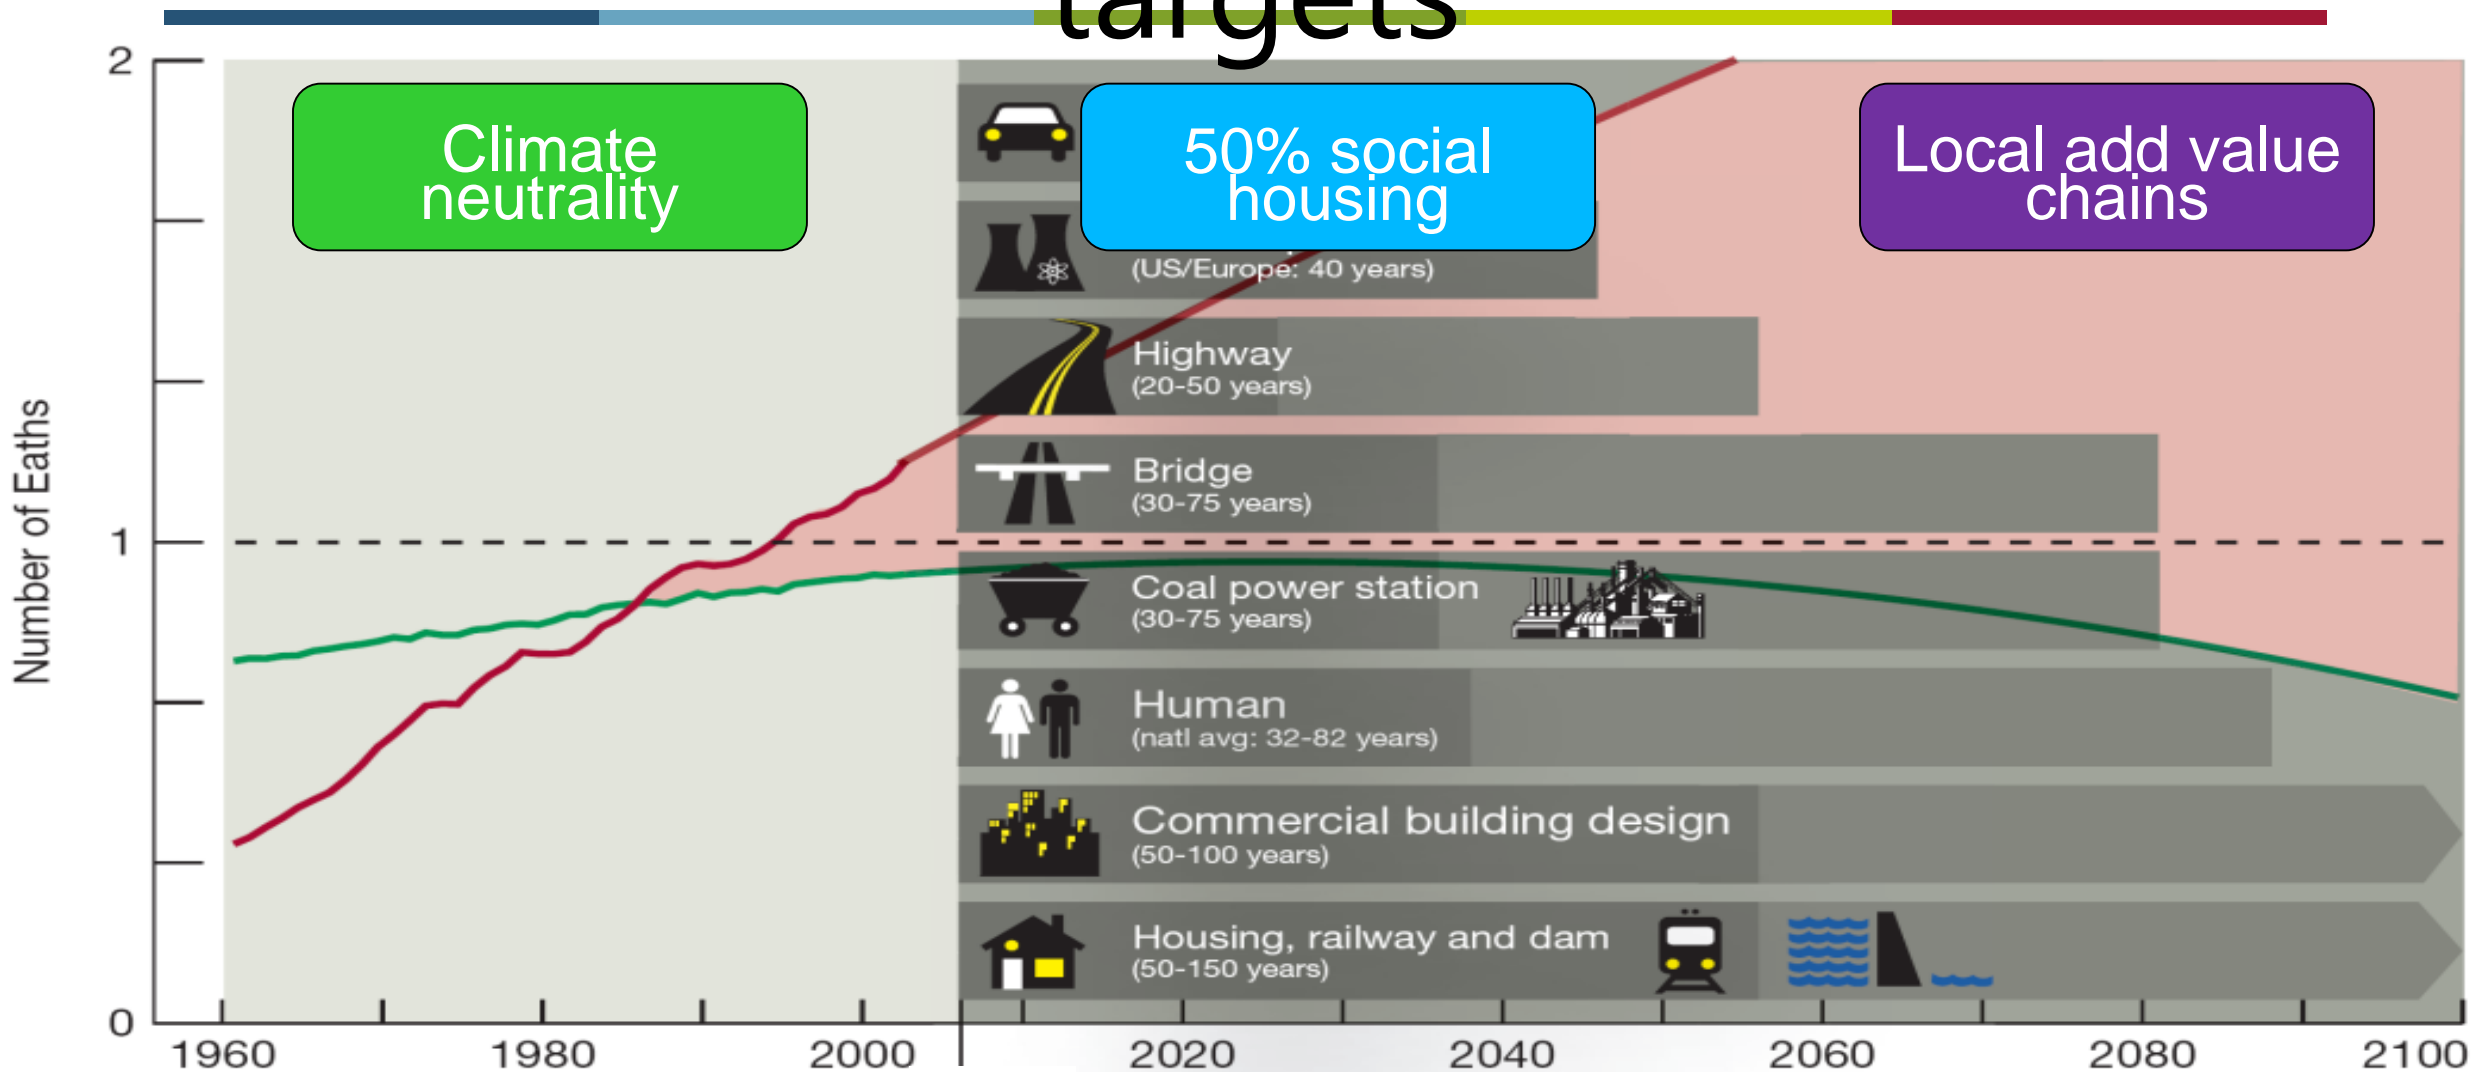 targets
2
Climate
neutrality
50% social
housing
Local add value
chains
(US/Europe: 40 years)
Highway
(20-50 years)
Bridge
(30-75 years)
1
Number of Eaths
Coal power station
(30-75 years)
Human
(natl avg: 32-82 years)
Commercial building design
(50-100 years)
Housing, railway and dam
(50-150 years)
0
1960 1980 2000 2020 2040 2060 2080 2100